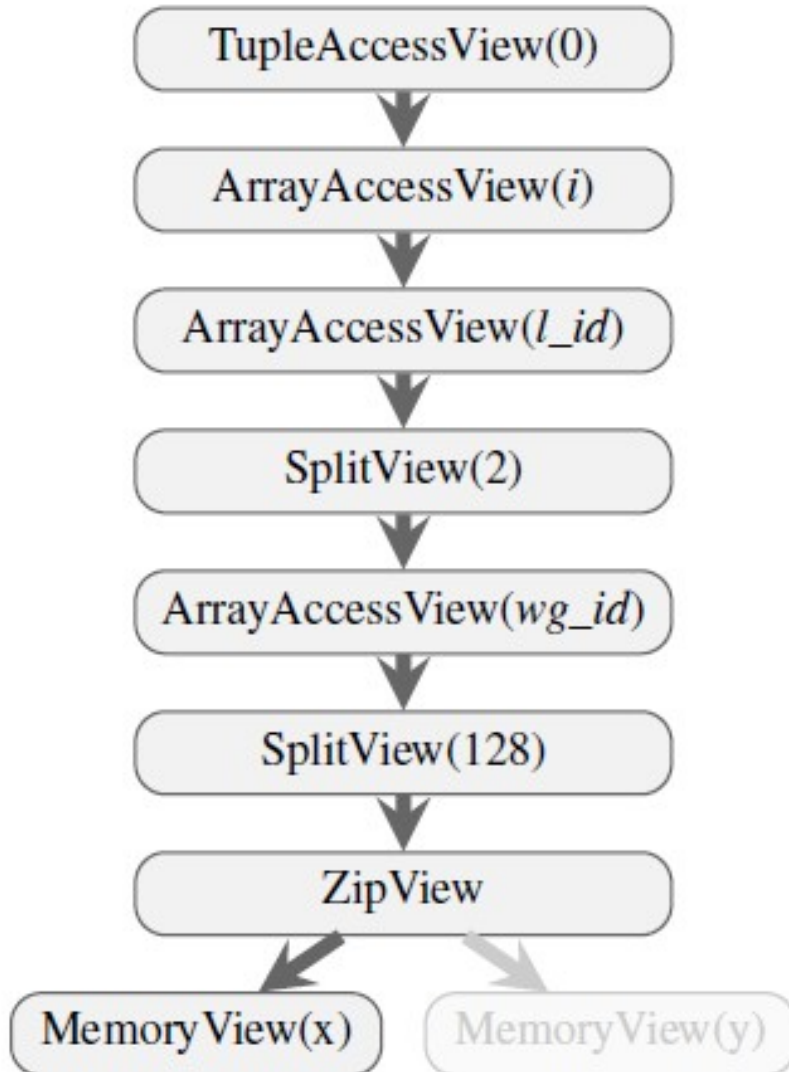 TupleAccessView(0)
ArrayAccessView(i)
ArrayAccessView(l_id)
SplitView(2)
ArrayAccessView(wg_id)
SplitView(128)
ZipView
MemoryView(x) MemoryView(y)